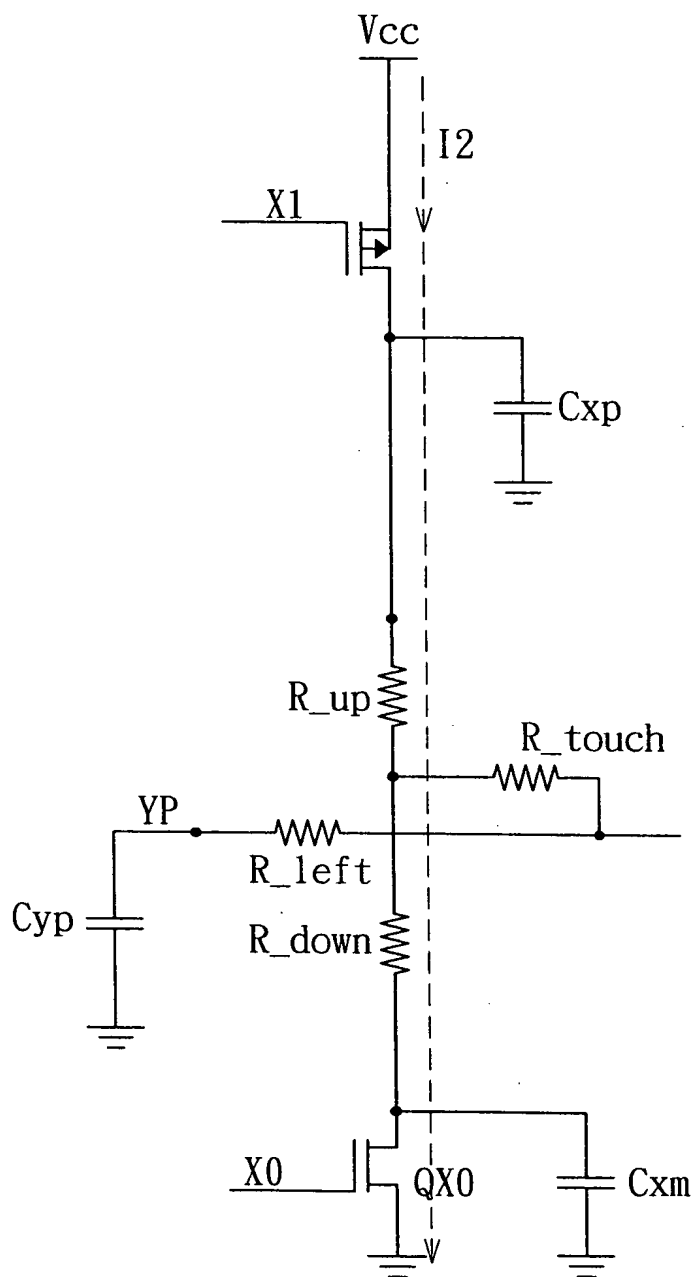 Vcc
I2
X1
Cxp
R_up
R_touch
YP
R_left
Cyp
R_down
X0
QX0
Cxm